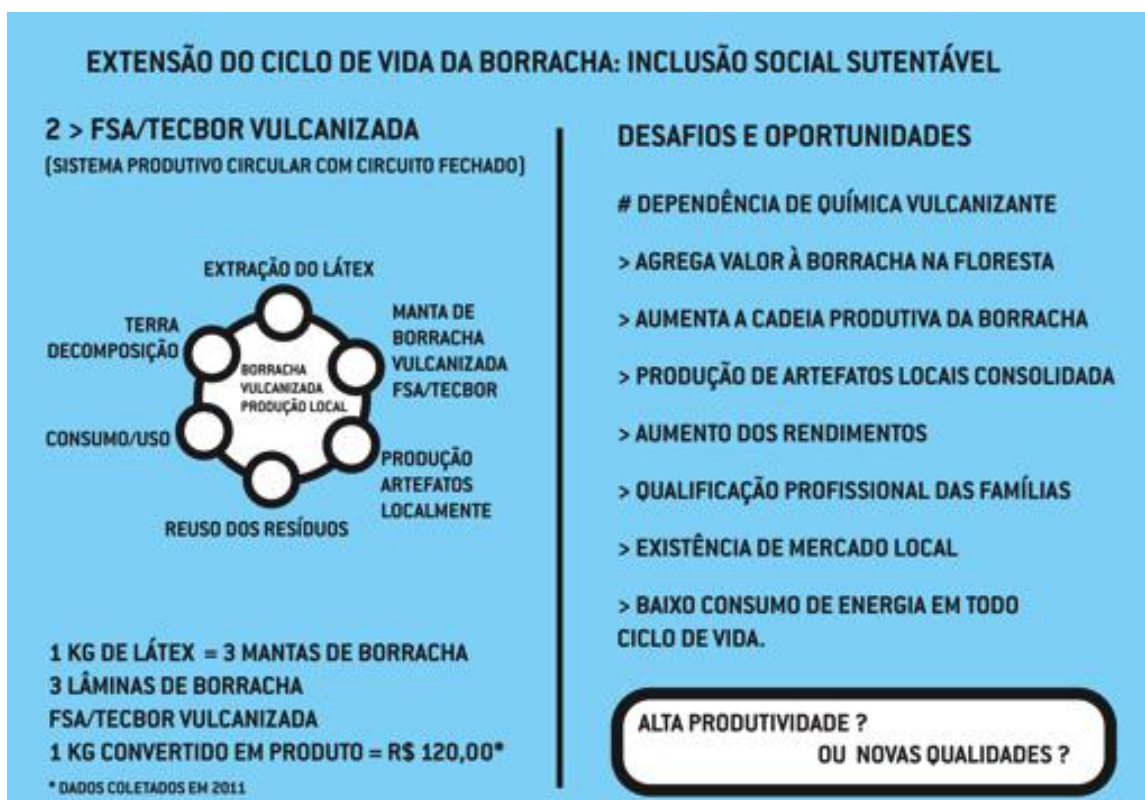 EXTENSÃO DO CICLO DE VIDA DA BORRACHA: INCLUSÃO SOCIAL SUTENTÁVEL
2 > FSA/TECBOR VULCANIZADA
(SISTEMA PRODUTIVO CIRCULAR COM CIRCUITO FECHADO)
EXTRAÇÃO DO LÁTEX
MANTA DE
BORRACHA
VULCANIZADA
FSA/TECBOR
PRODUÇÃO
ARTEFATOS
LOCALMENTE
REUSO DOS RESÍDUOS
CONSUMO/USO
TERRA
DECOMPOSIÇÃO
BORRACHA
VULCANIZADA
PRODUÇÃO LOCAL
1 KG DE LÁTEX = 3 MANTAS DE BORRACHA
3 LÂMINAS DE BORRACHA
FSA/TECBOR VULCANIZADA
1 KG CONVERTIDO EM PRODUTO = R$ 120,00*
* DADOS COLETADOS EM 2011
DESAFIOS E OPORTUNIDADES
# DEPENDÊNCIA DE QUÍMICA VULCANIZANTE
> AGREGA VALOR À BORRACHA NA FLORESTA
> AUMENTA A CADEIA PRODUTIVA DA BORRACHA
> PRODUÇÃO DE ARTEFATOS LOCAIS CONSOLIDADA
> AUMENTO DOS RENDIMENTOS
> QUALIFICAÇÃO PROFISSIONAL DAS FAMÍLIAS
> EXISTÊNCIA DE MERCADO LOCAL
> BAIXO CONSUMO DE ENERGIA EM TODO
CICLO DE VIDA.
ALTA PRODUTIVIDADE ?
OU NOVAS QUALIDADES ?